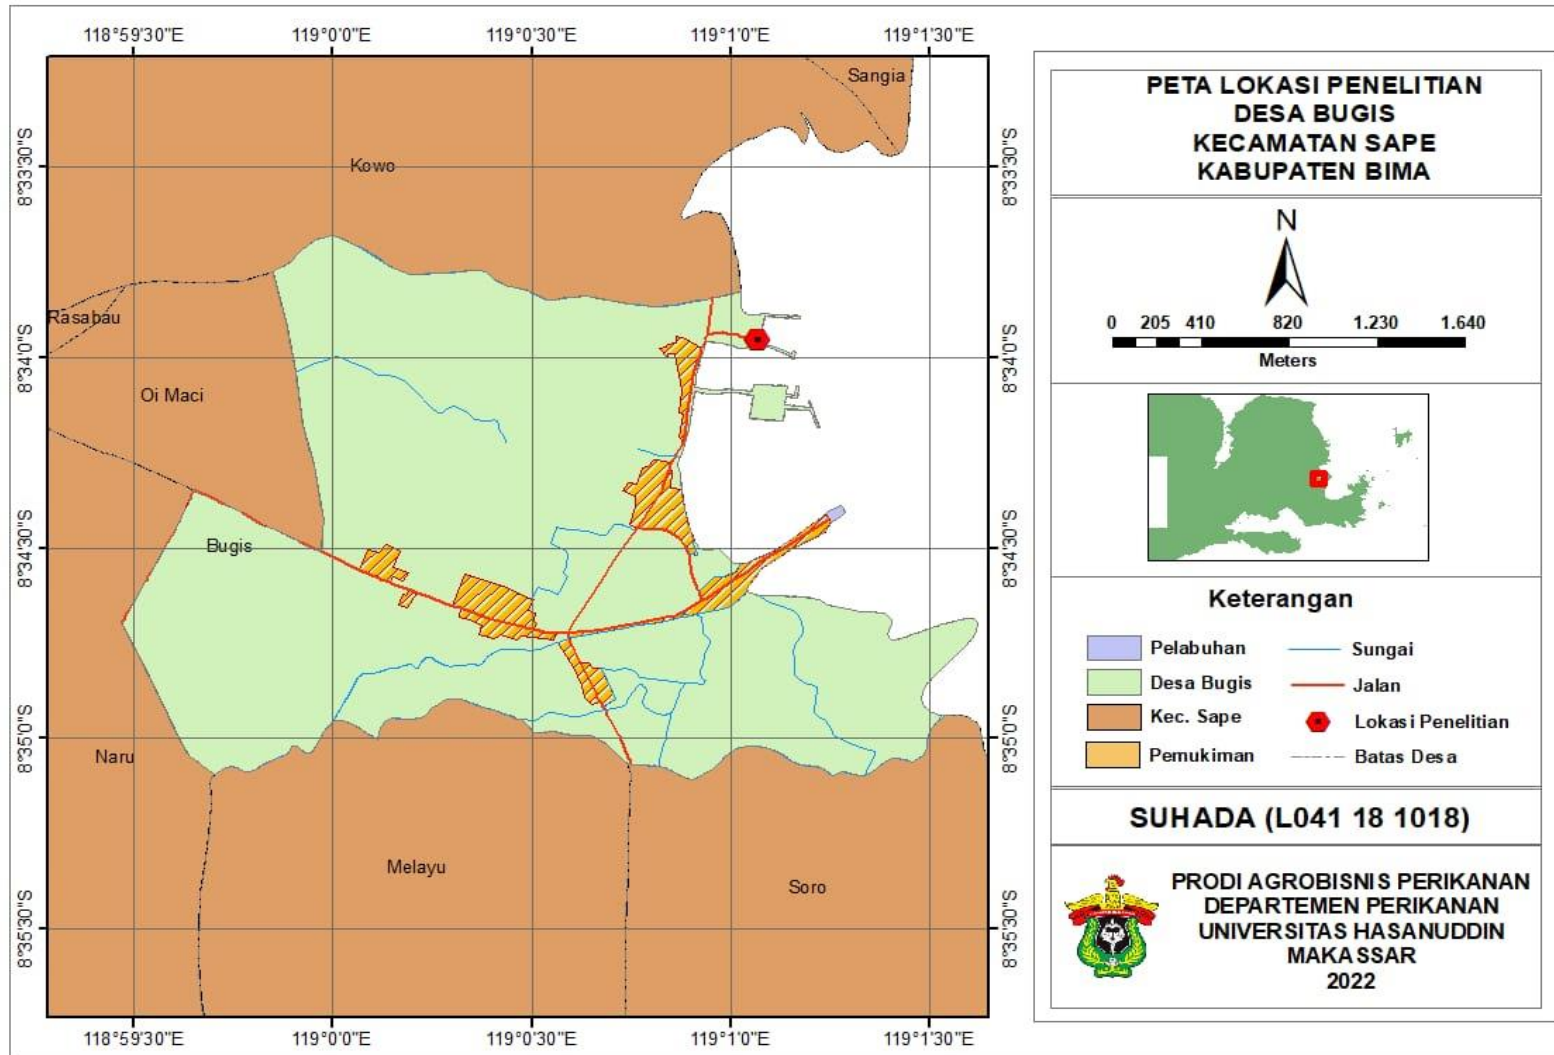 118°59'30"E 119°0'0"E 119°0'30"E 119°1'0"E 119°1'30"E
8°33'30"S
8°34'0"S
8°34'30"S
8°35'0"S
8°35'30"S
Sangia
Kowo
Rasabau
Oi Maci
Bugis
Naru
Melayu
Soro
8°33'30"S
8°34'0"S
8°34'30"S
8°35'0"S
8°35'30"S
118°59'30"E 119°0'0"E 119°0'30"E 119°1'0"E 119°1'30"E
PETA LOKASI PENELITIAN
DESA BUGIS
KECAMATAN SAPE
KABUPATEN BIMA
N
0 205 410 820 1.230 1.640
Meters
Keterangan
Pelabuhan
Desa Bugis
Kec. Sape
Pemukiman
Sungai
Jalan
Lokasi Penelitian
Batas Desa
SUHADA (L041 18 1018)
PRODI AGROBISNIS PERIKANAN
DEPARTEMEN PERIKANAN
UNIVERSITAS HASANUDDIN
MAKASSAR
2022